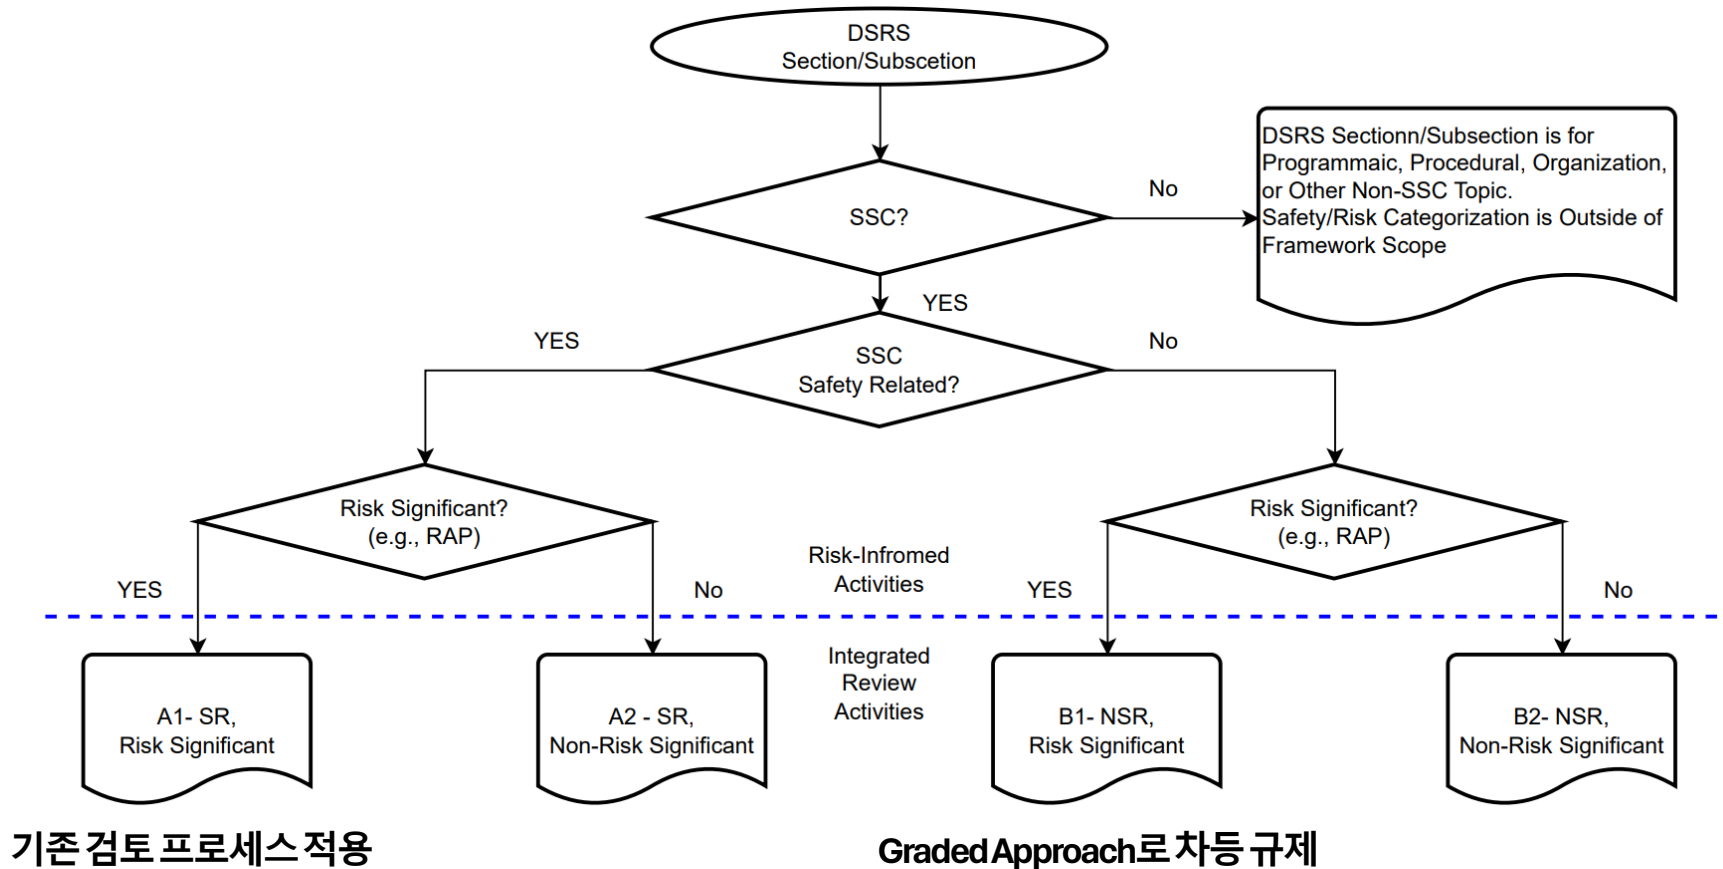 DSRS
Section/Subscetion
DSRS Sectionn/Subsection is for
Programmaic, Procedural, Organization,
or Other Non-SSC Topic.
Safety/Risk Categorization is Outside of
Framework Scope
No
SSC?
YES
YES
No
SSC
Safety Related?
Risk Significant?
(e.g., RAP)
Risk Significant?
(e.g., RAP)
Risk-Infromed
Activities
YES
No
YES
No
Integrated
Review
Activities
A1- SR,
Risk Significant
A2 - SR,
Non-Risk Significant
B1- NSR,
Risk Significant
B2- NSR,
Non-Risk Significant
기존 검토 프로세스 적용
Graded Approach로 차등 규제